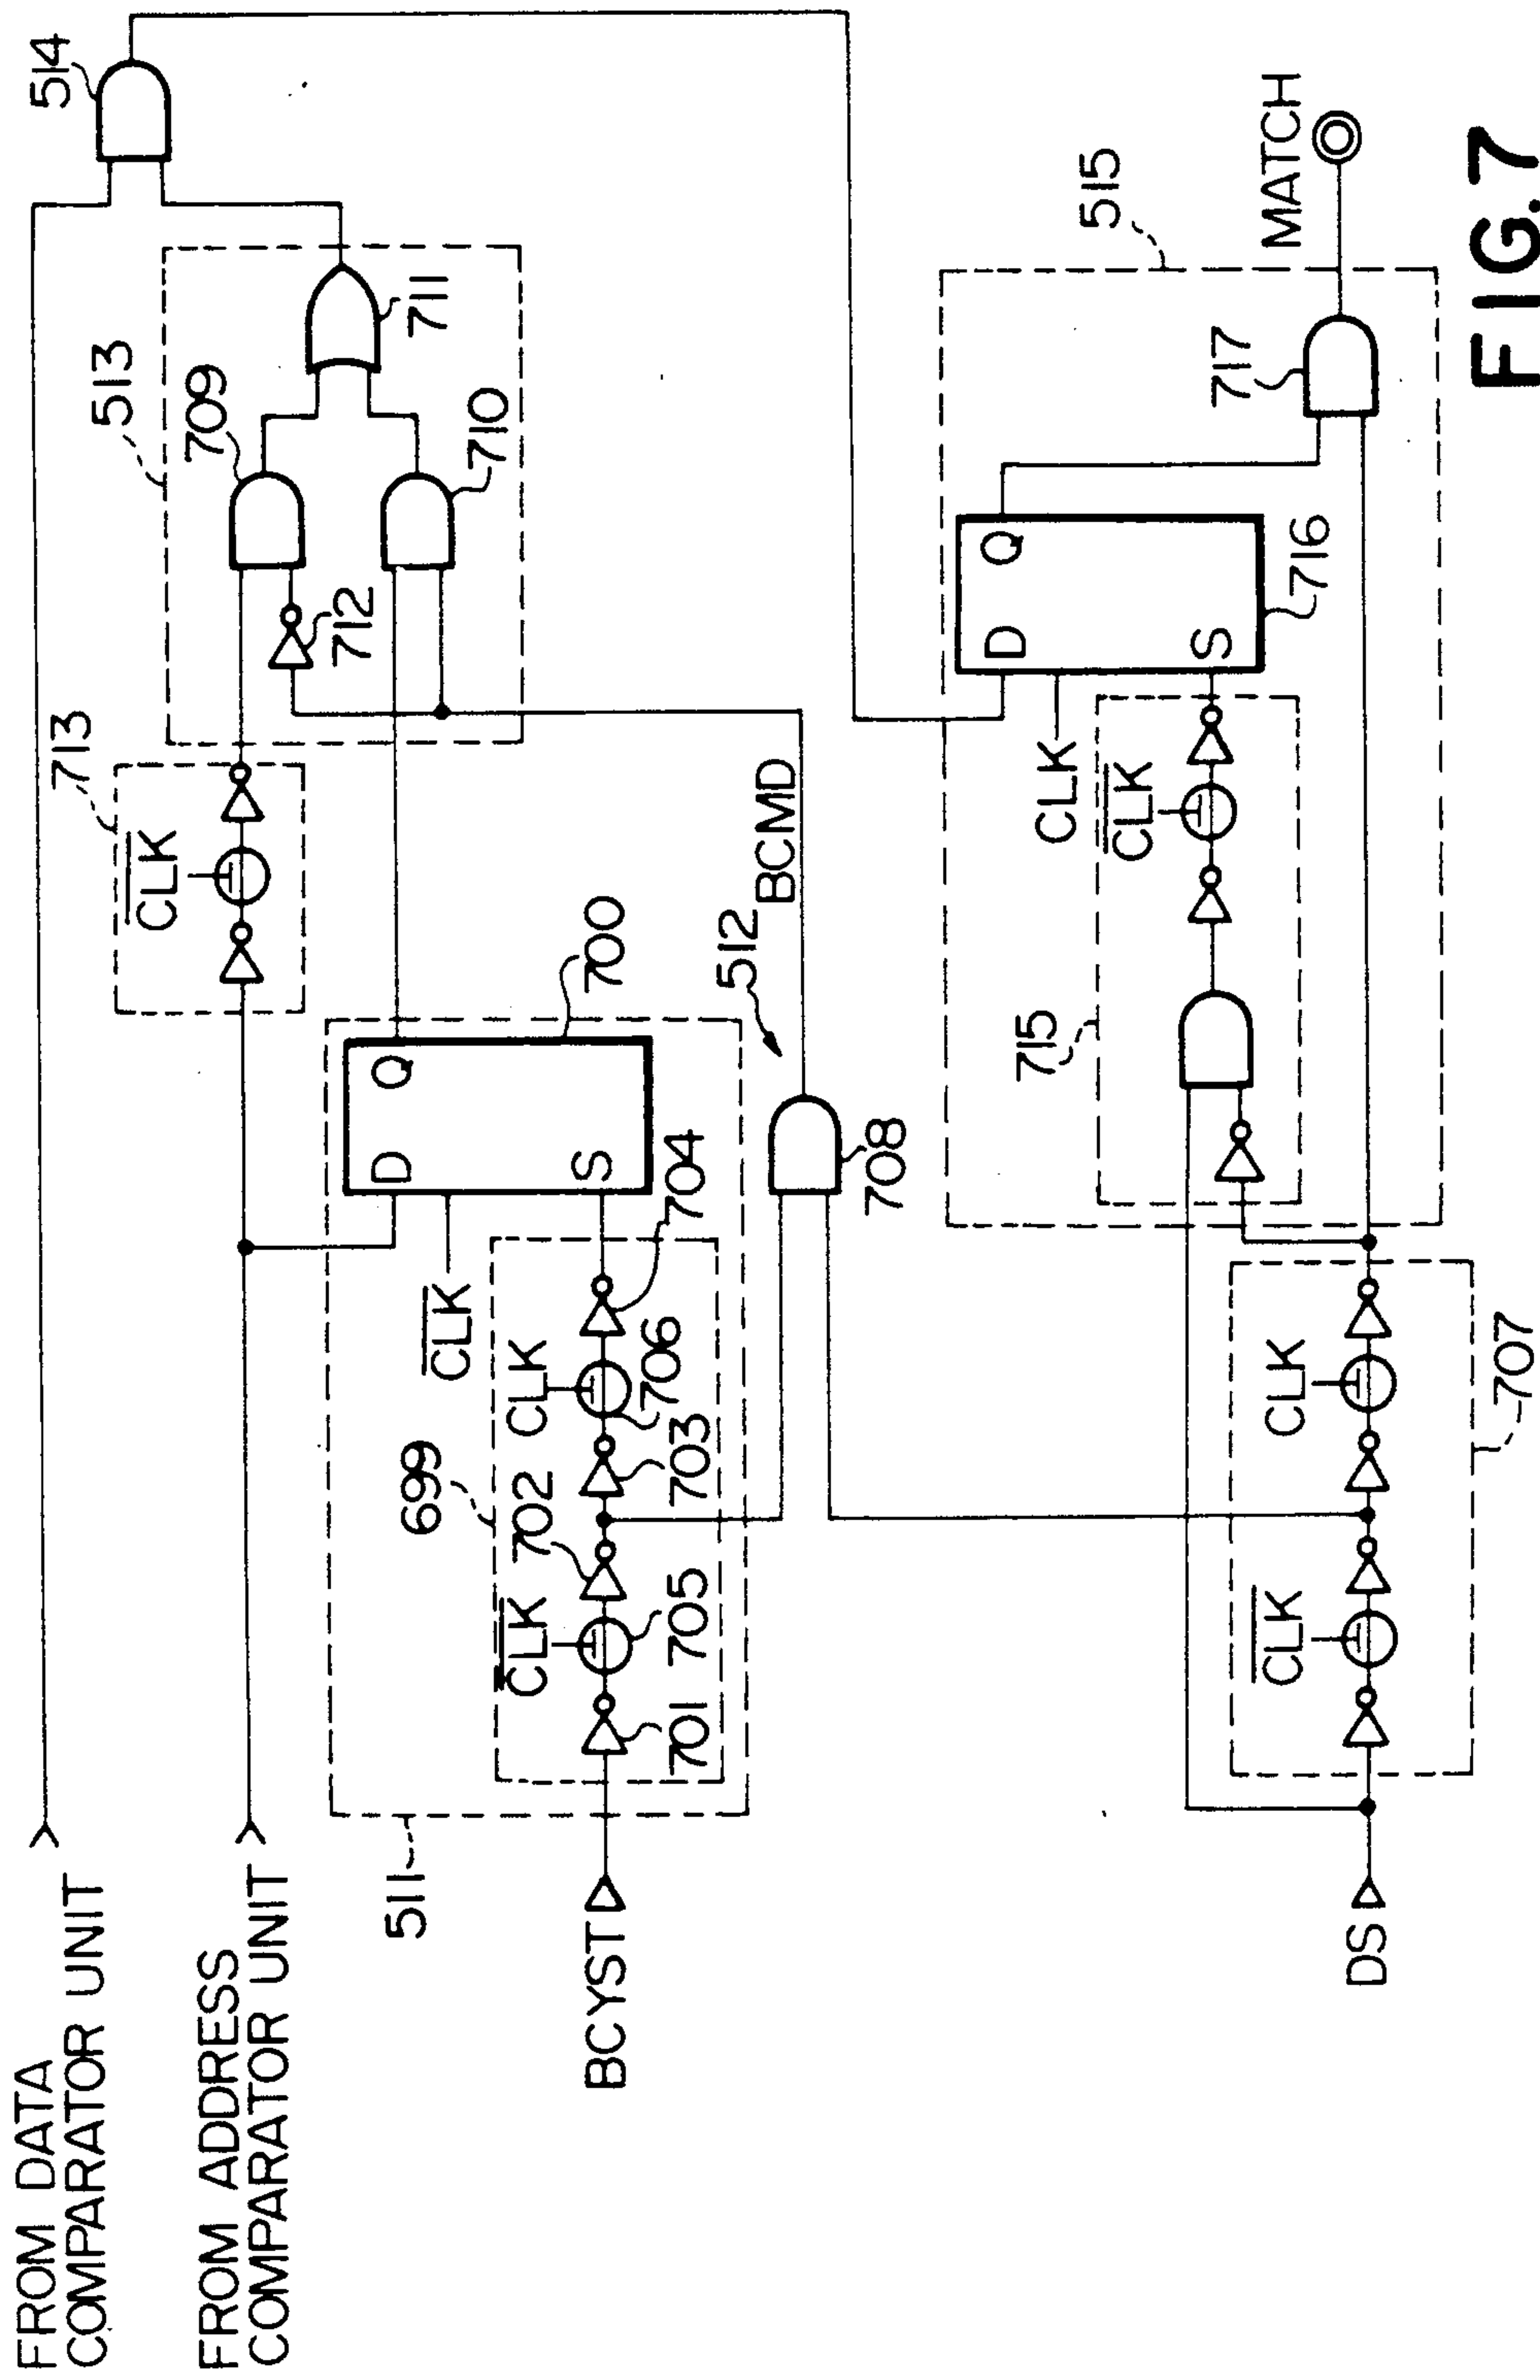 FROM DATA
COMPARATOR UNIT
514
FROM ADDRESS
COMPARATOR UNIT
713
CLK
513
709
712
710
711
511
D
Q
700
CLK
S
699
BCYST
701
CLK
705
702
703
CLK
706
704
512
BCMD
708
515
D
Q
CLK
S
716
715
CLK
717
MATCH
DS
CLK
CLK
707
FIG.7